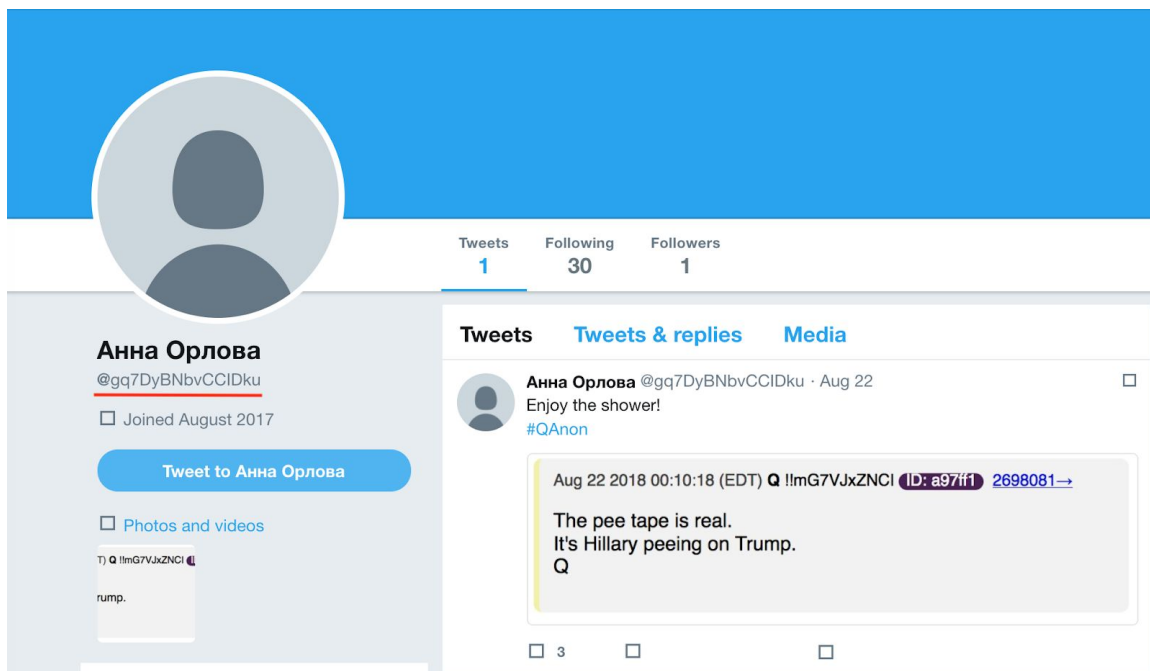 Tweets Following Followers
1 30 1
Анна Орлова
@gq7DyBNbvCCIDku
Joined August 2017
Tweet to Анна Орлова
Photos and videos
T) Q !!mG7VJxZNCI
rump.
Tweets Tweets & replies Media
Анна Орлова @gq7DyBNbvCCIDku · Aug 22
Enjoy the shower!
#QAnon
Aug 22 2018 00:10:18 (EDT) Q !!mG7VJxZNCI ID: a97ff1 2698081→
The pee tape is real.
It's Hillary peeing on Trump.
Q
3